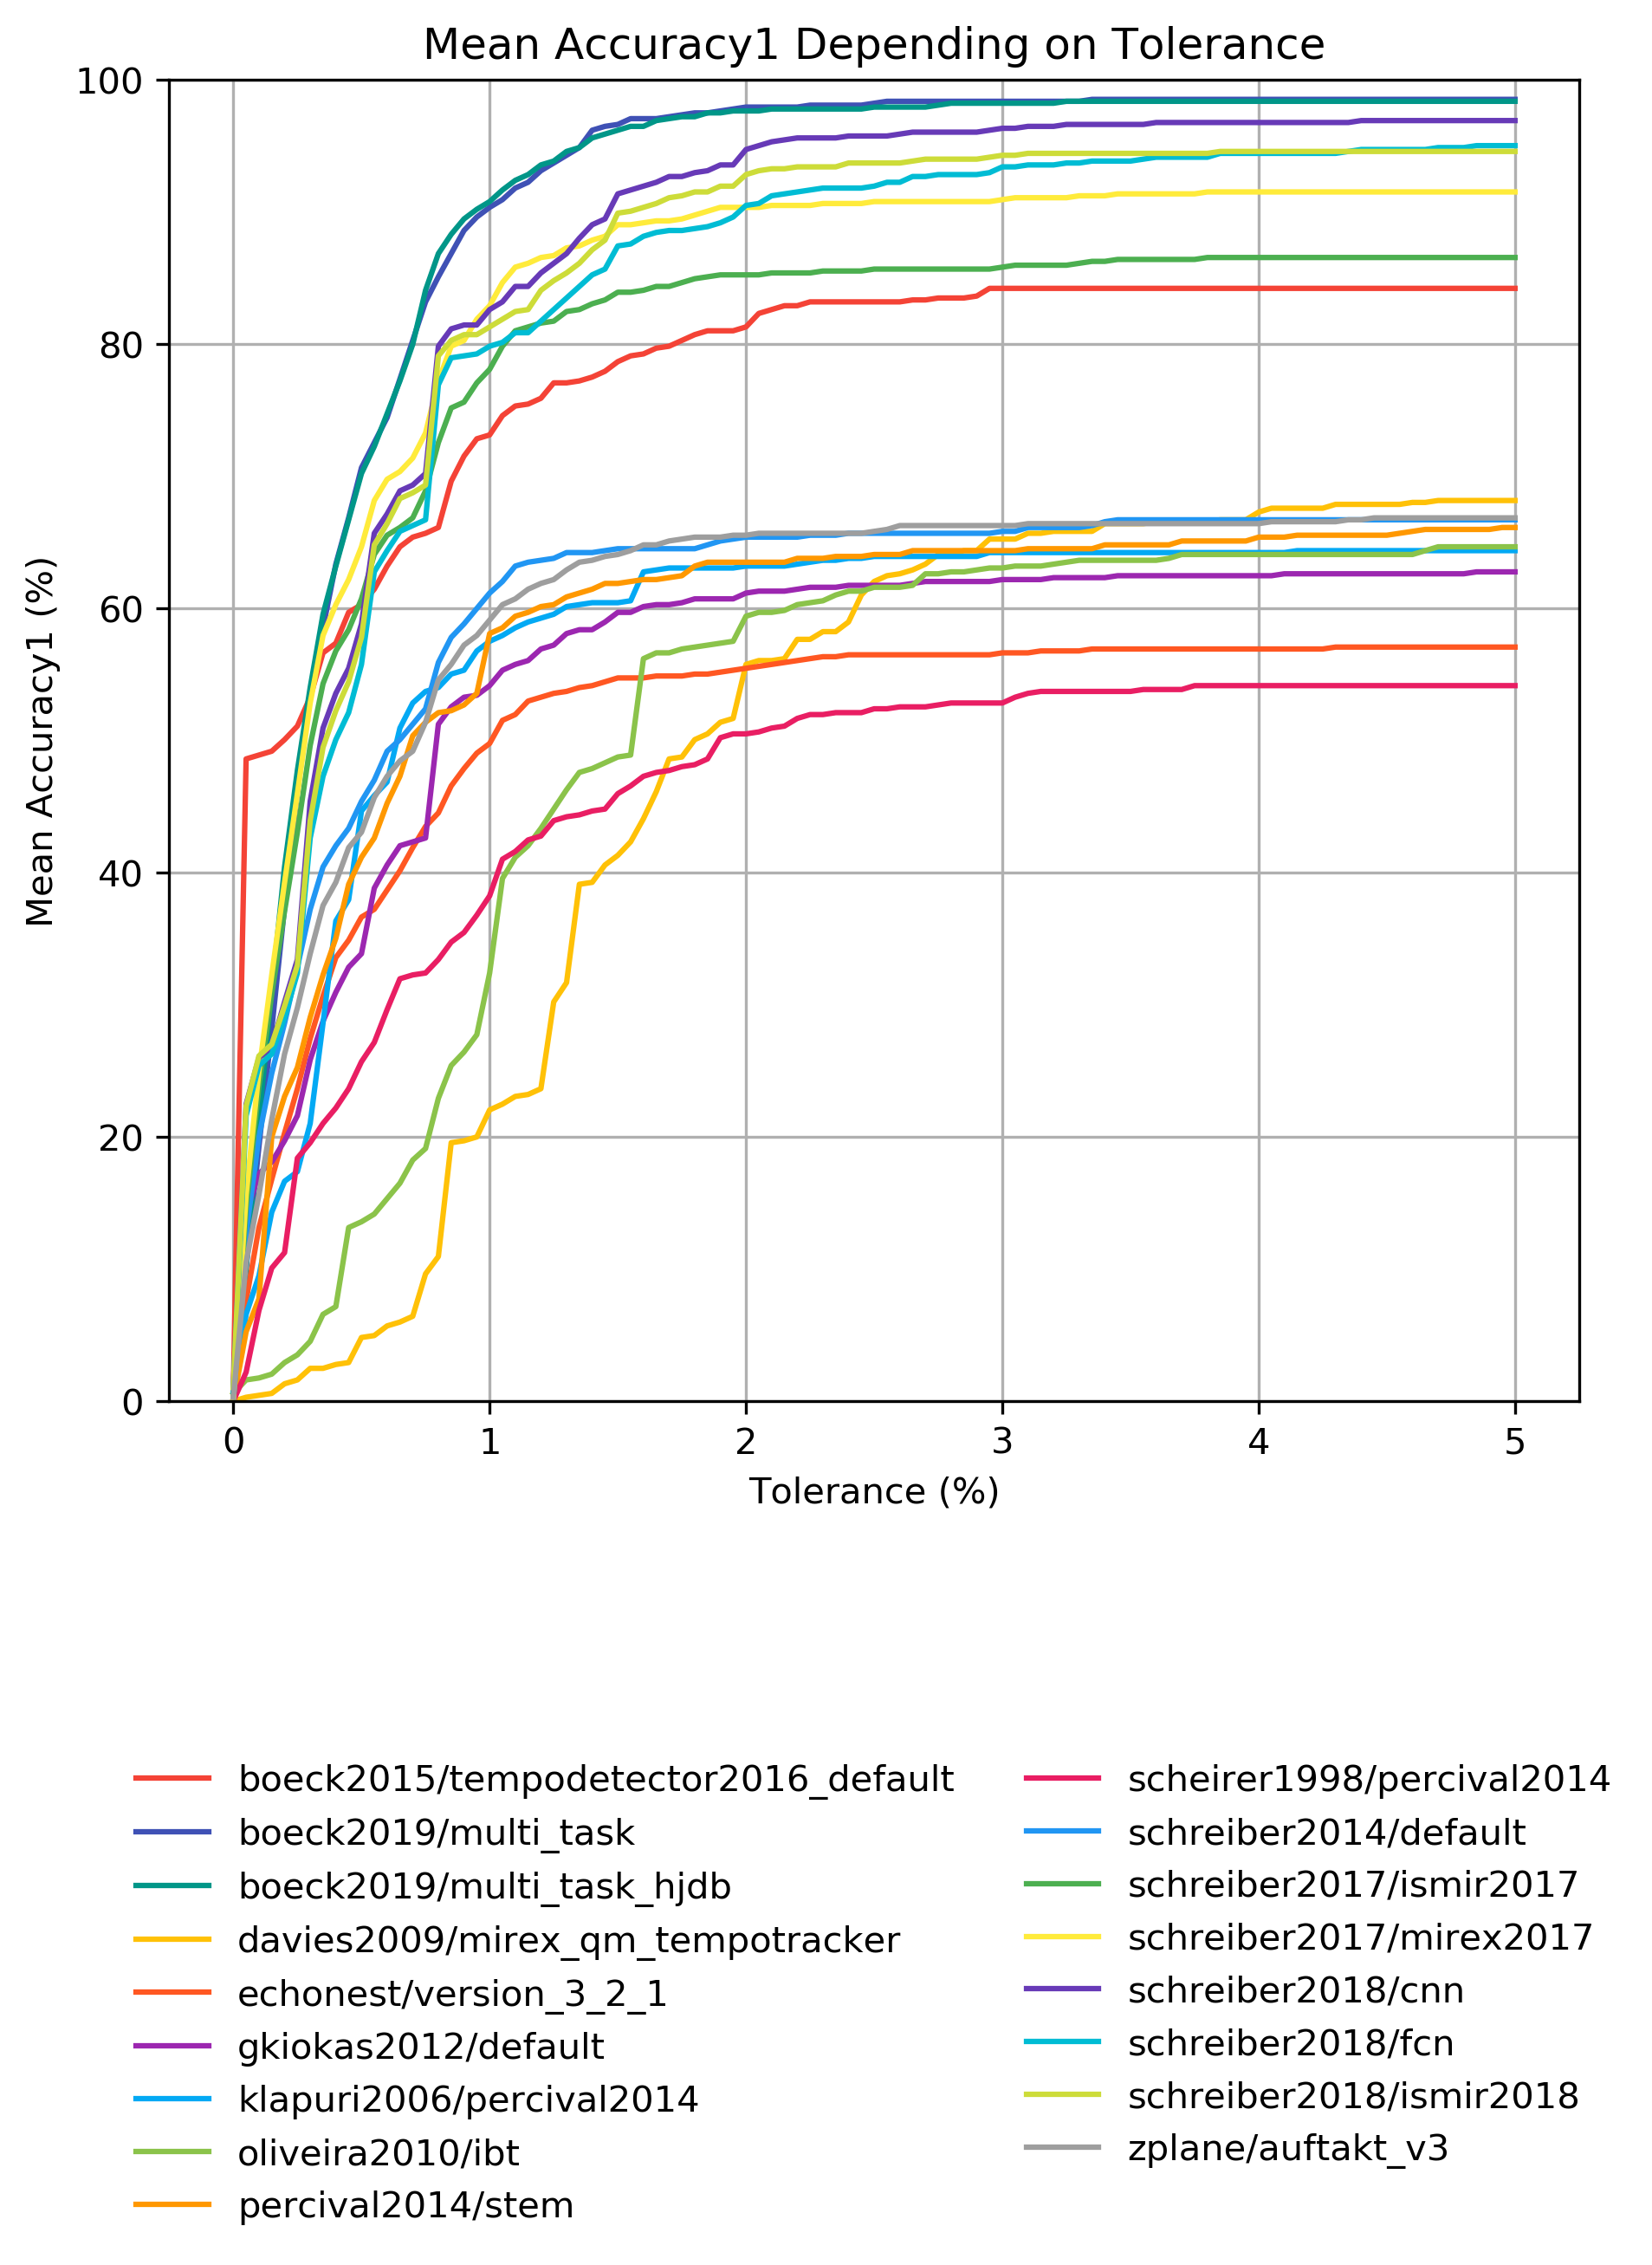 Mean Accuracy1 Depending on Tolerance
100
80
60
40
20
0
Mean Accuracy1 (%)
0 1 2 3 4 5
Tolerance (%)
boeck2015/tempodetector2016_default
boeck2019/multi_task
boeck2019/multi_task_hjdb
davies2009/mirex_qm_tempotracker
echonest/version_3_2_1
gkiokas2012/default
klapuri2006/percival2014
oliveira2010/ibt
percival2014/stem
scheirer1998/percival2014
schreiber2014/default
schreiber2017/ismir2017
schreiber2017/mirex2017
schreiber2018/cnn
schreiber2018/fcn
schreiber2018/ismir2018
zplane/auftakt_v3